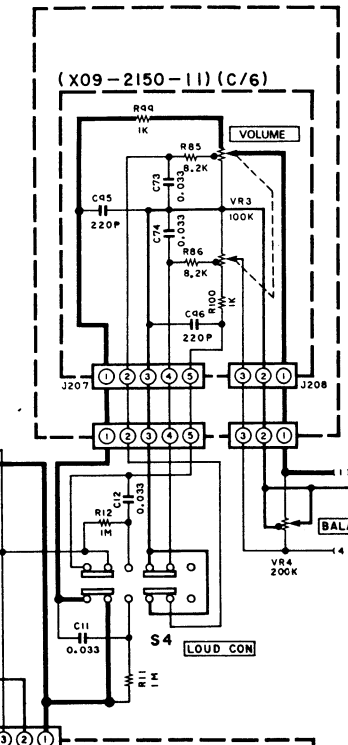 (X09-2150-11)(C/6)
R99
1K
VOLUME
R85
8.2K
C73
0.033
C95
220P
VR3
100K
C74
0.033
R86
8.2K
R100
1K
C96
220P
J207
1 2 3 4 5
3 2 1
J208
1 2 3 4 5
3 2 1
C12
0.033
R12
1M
BALA
4
VR4
200K
C11
0.033
S4
LOUD CON
R11
1M
3 2 1